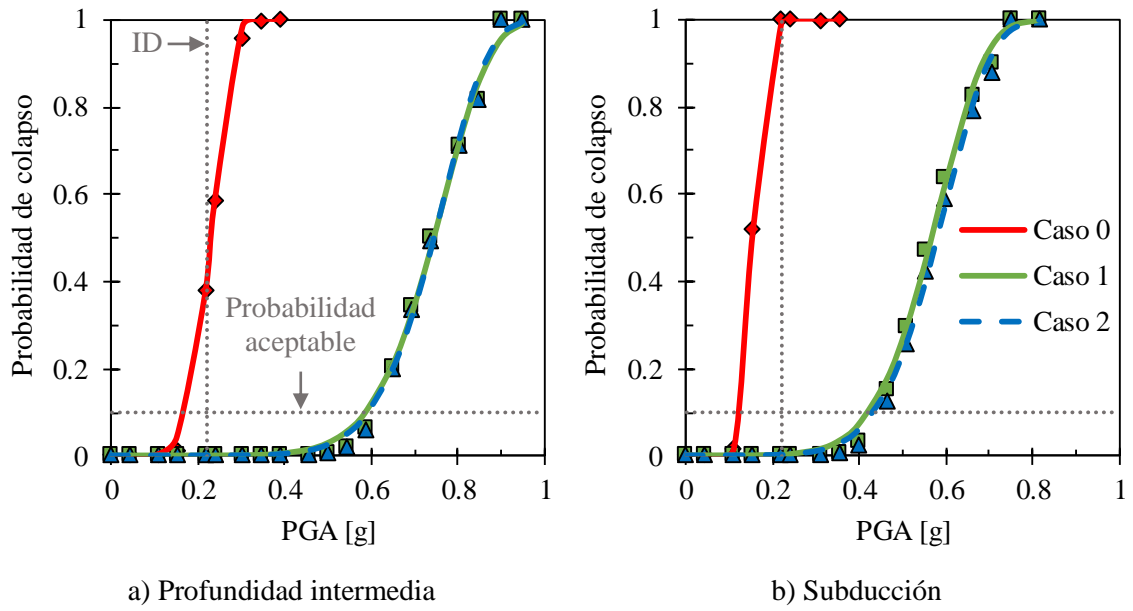 1
0.8
0.6
0.4
0.2
0
Probabilidad de colapso
ID
Probabilidad
aceptable
0 0.2 0.4 0.6 0.8 1
PGA [g]
a) Profundidad intermedia
1
0.8
0.6
0.4
0.2
0
Probabilidad de colapso
Caso 0
Caso 1
Caso 2
0 0.2 0.4 0.6 0.8 1
PGA [g]
b) Subducción